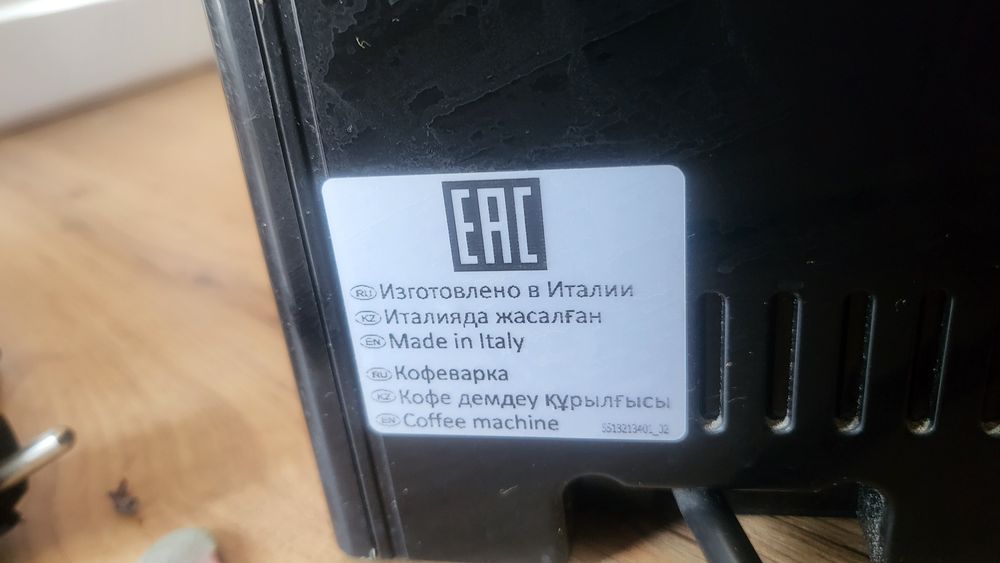 EAC
RU Изготовлено в Италии
KZ Италияда жасалған
EN Made in Italy
RU Кофеварка
KZ Кофе демдеу құрылғысы
EN Coffee machine
5513213401_02